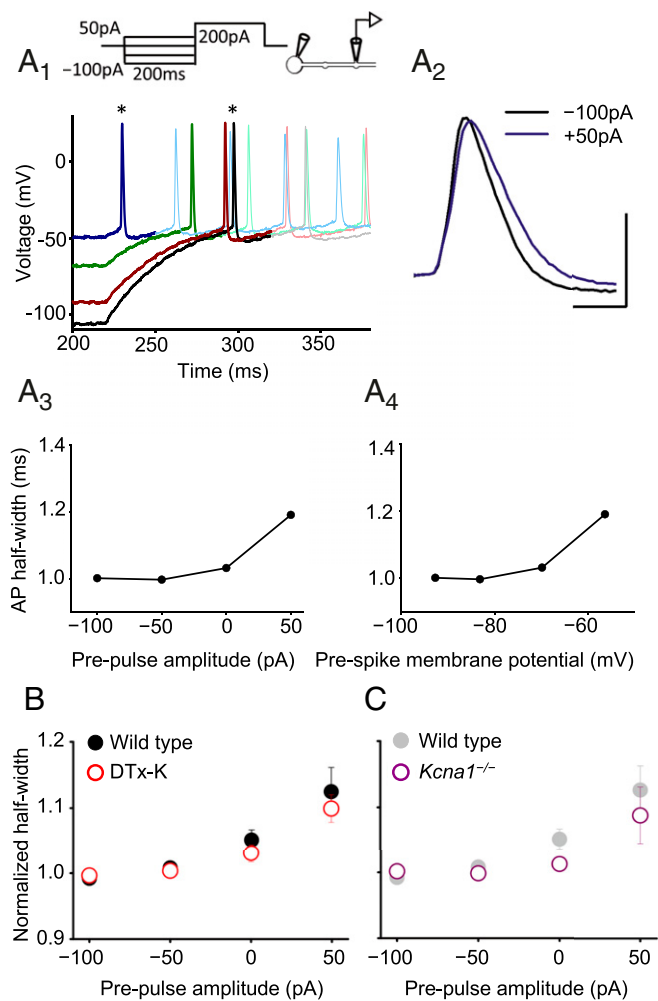 50pA
200pA
−100pA
200ms
A1
A2
*
*
−100pA
+50pA
0
−50
−100
Voltage (mV)
200
250
300
350
Time (ms)
A3
A4
1.4
1.2
1.0
AP half-width (ms)
−100
−50
0
50
Pre-pulse amplitude (pA)
1.4
1.2
1.0
−100
−80
−60
Pre-spike membrane potential (mV)
B
C
Wild type
DTx-K
Wild type
Kcna1−/−
1.2
1.1
1.0
0.9
Normalized half-width
−100
−50
0
50
Pre-pulse amplitude (pA)
−100
−50
0
50
Pre-pulse amplitude (pA)